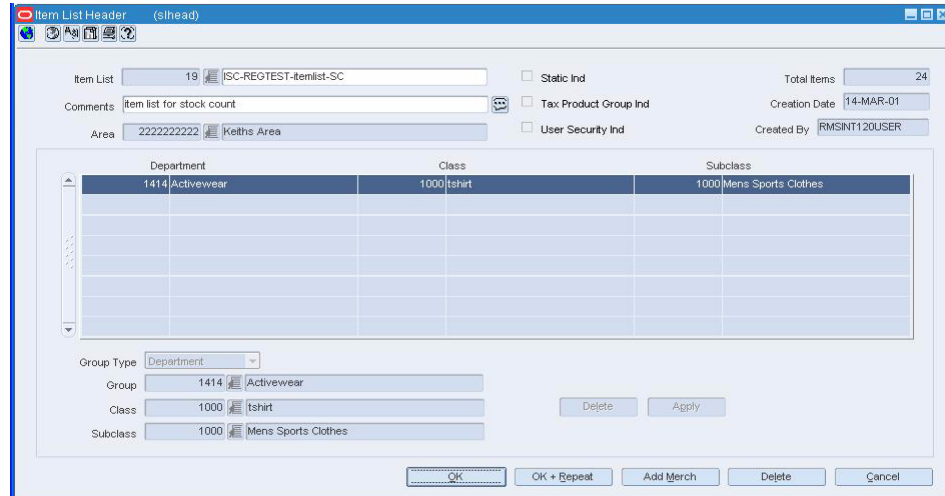 Item List Header (slhead)
Item List 19 ISC-REGTEST-itemlist-SC Static Ind Total Items 24
Comments item list for stock count Tax Product Group Ind Creation Date 14-MAR-01
Area 2222222222 Keiths Area User Security Ind Created By RMSINT120USER
Department Class Subclass
1414 Activewear 1000 tshirt 1000 Mens Sports Clothes
Group Type Department
Group 1414 Activewear
Class 1000 tshirt Delete Apply
Subclass 1000 Mens Sports Clothes
OK OK + Repeat Add Merch Delete Cancel